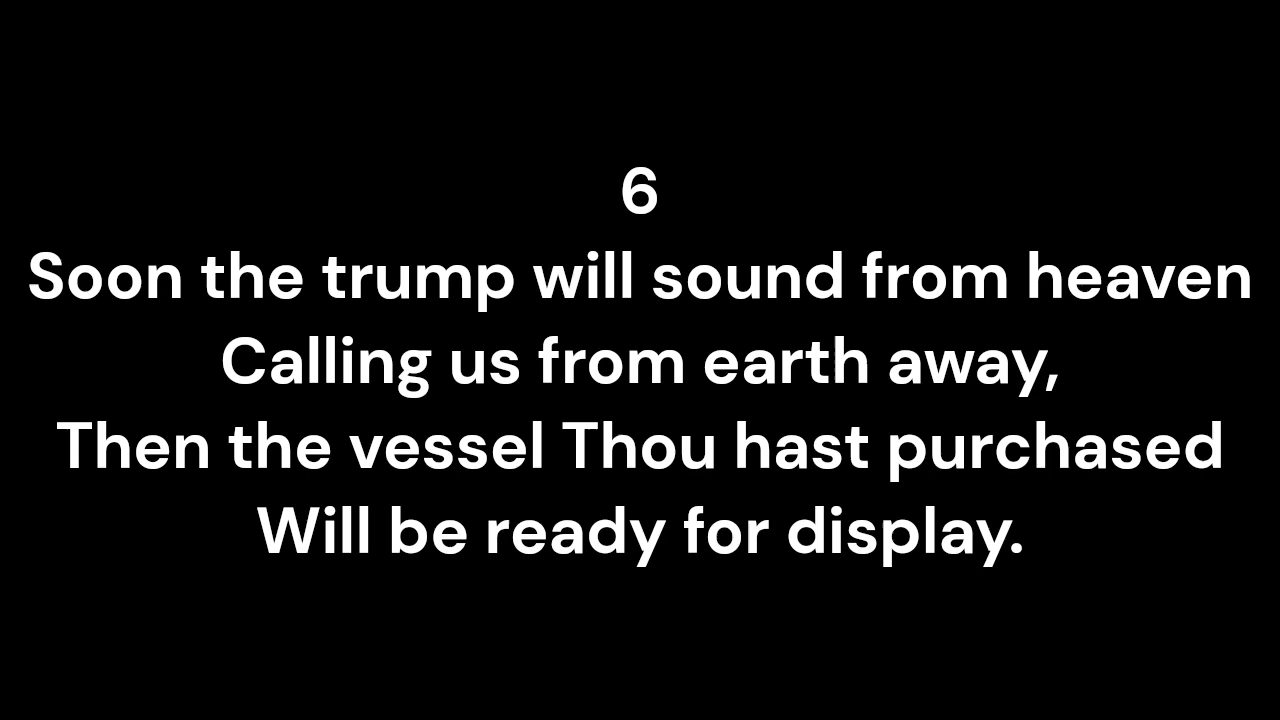 6
Soon the trump will sound from heaven
Calling us from earth away,
Then the vessel Thou hast purchased
Will be ready for display.